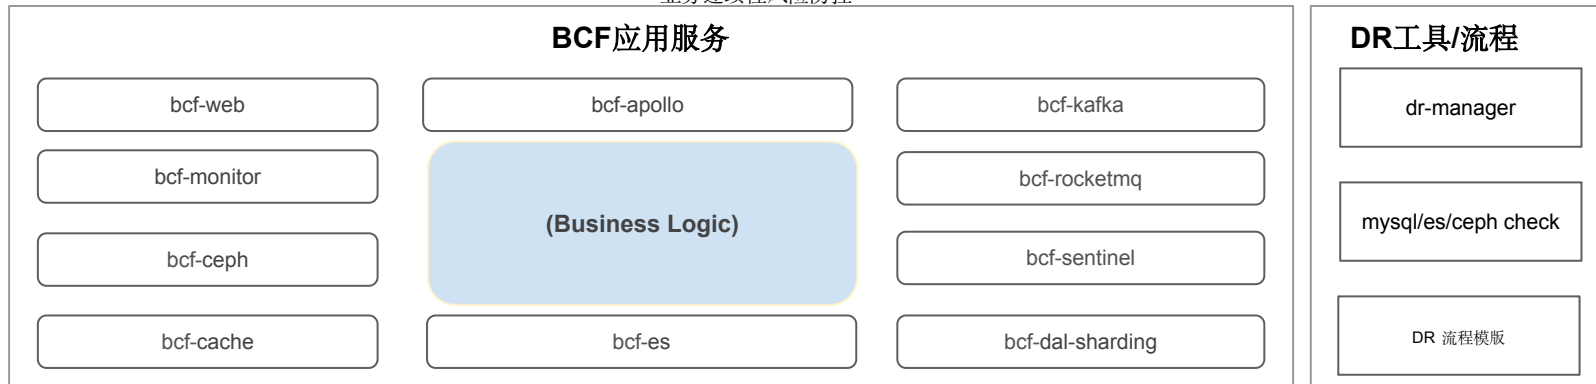 BCF应用服务
DR工具/流程
bcf-web
bcf-apollo
bcf-kafka
dr-manager
bcf-monitor
bcf-rocketmq
(Business Logic)
mysql/es/ceph check
bcf-ceph
bcf-sentinel
bcf-cache
bcf-es
bcf-dal-sharding
DR 流程模版